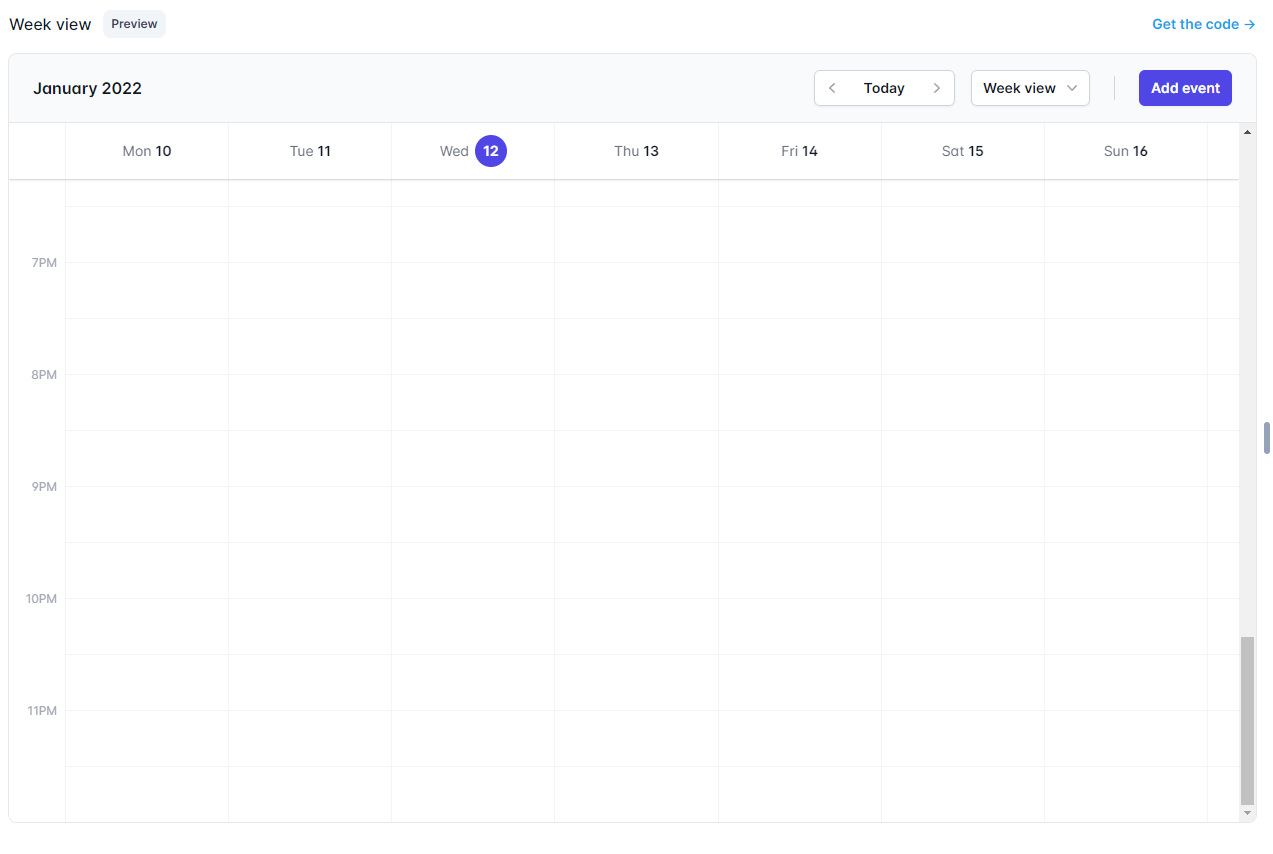 Week view Preview Get the code →
January 2022 Today Week view Add event
Mon 10 Tue 11 Wed 12 Thu 13 Fri 14 Sat 15 Sun 16
7PM
8PM
9PM
10PM
11PM